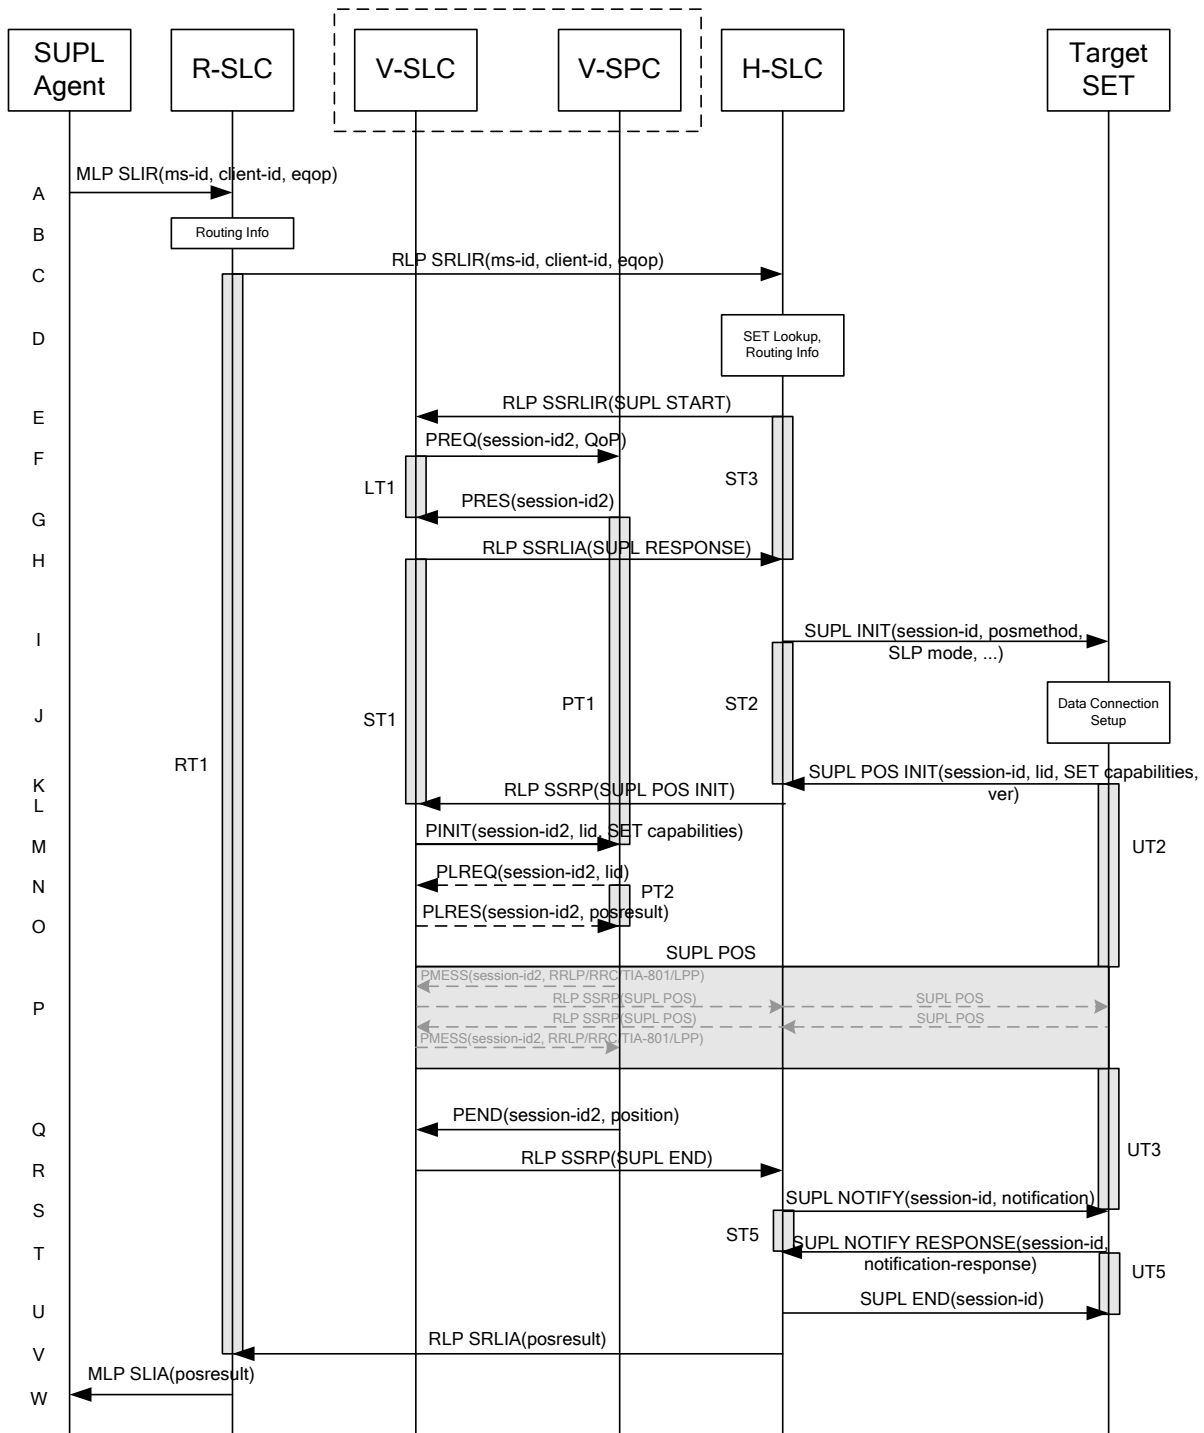 SUPL
Agent
R-SLC
V-SLC
V-SPC
H-SLC
Target
SET
MLP SLIR(ms-id, client-id, eqop)
A
B
Routing Info
RLP SRLIR(ms-id, client-id, eqop)
C
D
SET Lookup,
Routing Info
RLP SSRLIR(SUPL START)
E
PREQ(session-id2, QoP)
F
LT1
ST3
PRES(session-id2)
G
RLP SSRLIA(SUPL RESPONSE)
H
SUPL INIT(session-id, posmethod,
SLP mode, ...)
I
Data Connection
Setup
J
ST1
PT1
ST2
RT1
SUPL POS INIT(session-id, lid, SET capabilities,
ver)
K
RLP SSRP(SUPL POS INIT)
L
PINIT(session-id2, lid, SET capabilities)
M
UT2
PLREQ(session-id2, lid)
N
PT2
PLRES(session-id2, posresult)
O
SUPL POS
PMESS(session-id2, RRLP/RRC/TIA-801/LPP)
RLP SSRP(SUPL POS)
SUPL POS
P
RLP SSRP(SUPL POS)
SUPL POS
PMESS(session-id2, RRLP/RRC/TIA-801/LPP)
PEND(session-id2, position)
Q
RLP SSRP(SUPL END)
R
UT3
SUPL NOTIFY(session-id, notification)
S
ST5
SUPL NOTIFY RESPONSE(session-id,
notification-response)
T
UT5
SUPL END(session-id)
U
RLP SRLIA(posresult)
V
MLP SLIA(posresult)
W